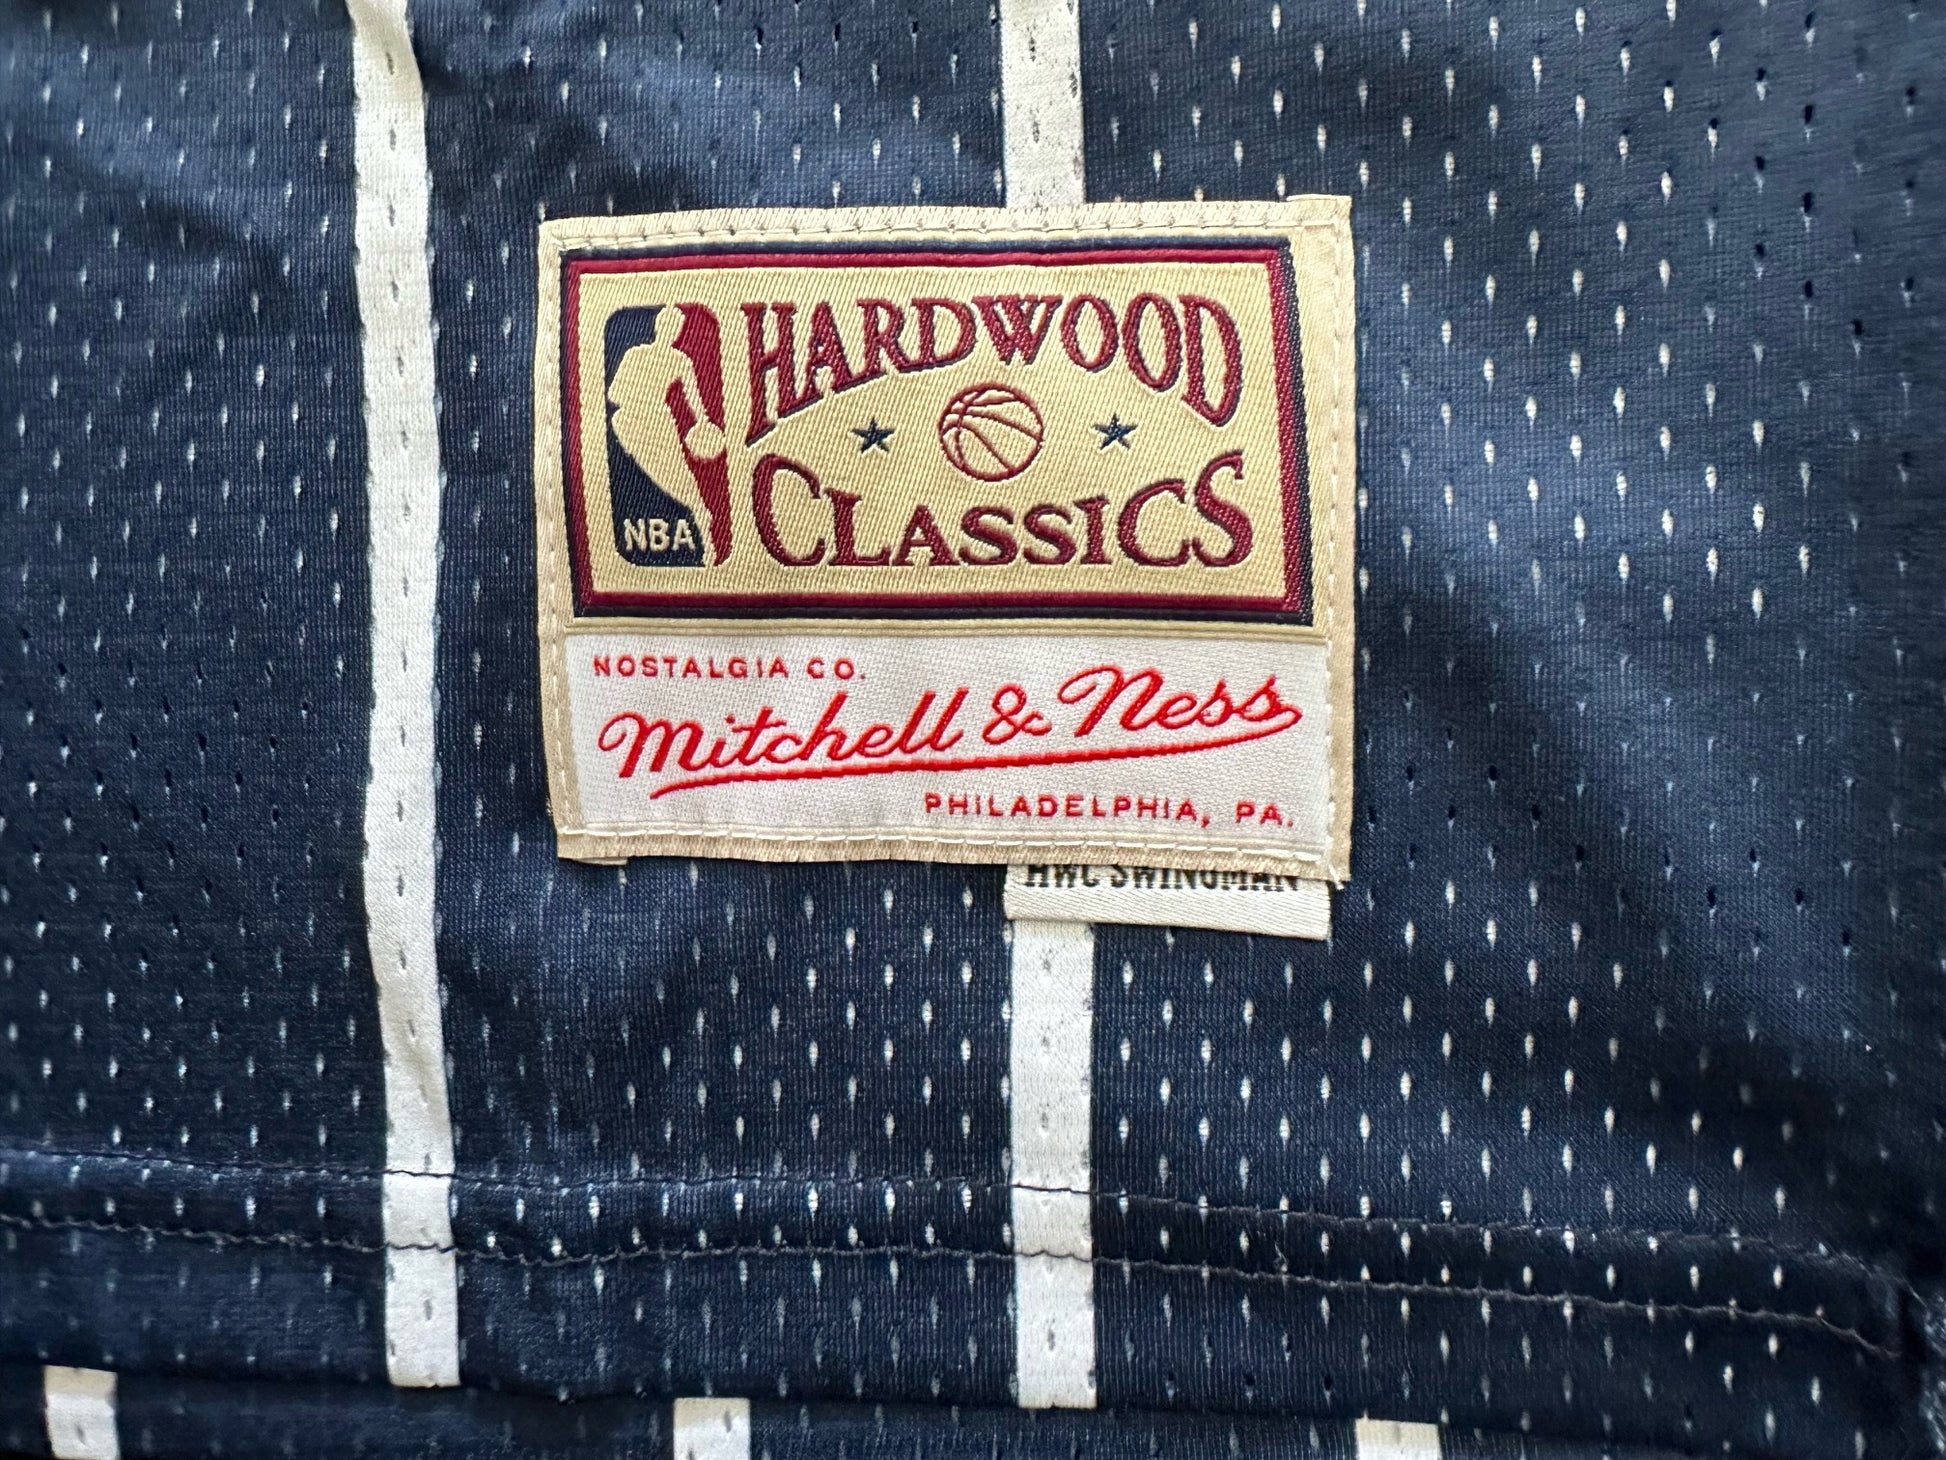 HARDWOOD
CLASSICS
NBA
NOSTALGIA CO.
Mitchell & Ness
PHILADELPHIA, PA.
HWC SWINGMAN